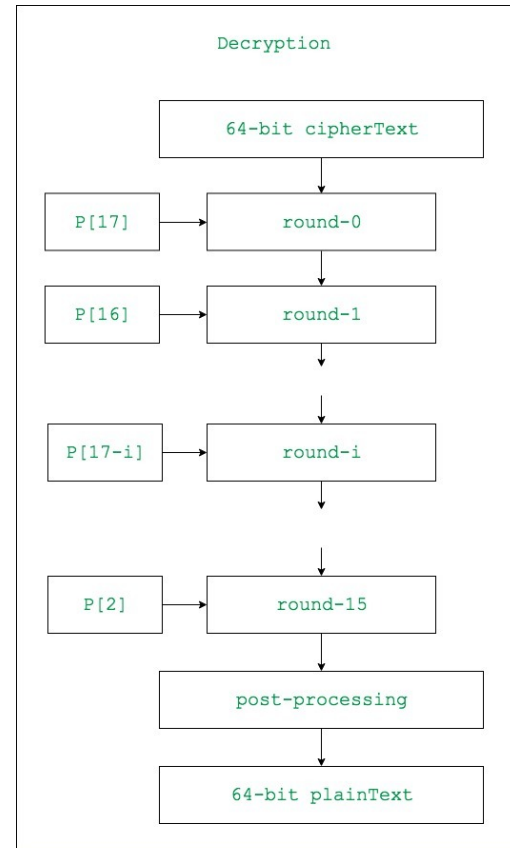 Decryption
64-bit cipherText
P[17]
round-0
P[16]
round-1
P[17-i]
round-i
P[2]
round-15
post-processing
64-bit plainText